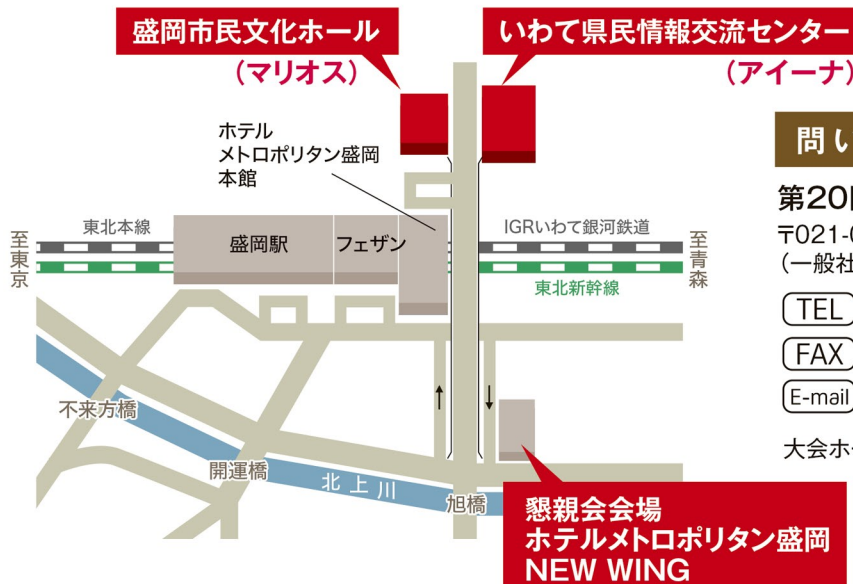 盛岡市民文化ホール
（マリオス）
いわて県民情報交流センター
（アイーナ）
ホテル
メトロポリタン盛岡
本館
東北本線
盛岡駅
フェザン
IGRいわて銀河鉄道
至東京
至青森
東北新幹線
不来方橋
開運橋
北上川
旭橋
懇親会会場
ホテルメトロポリタン盛岡
NEW WING
問い
第20
〒021-
（一般社
TEL
FAX
E-mail
大会ホ